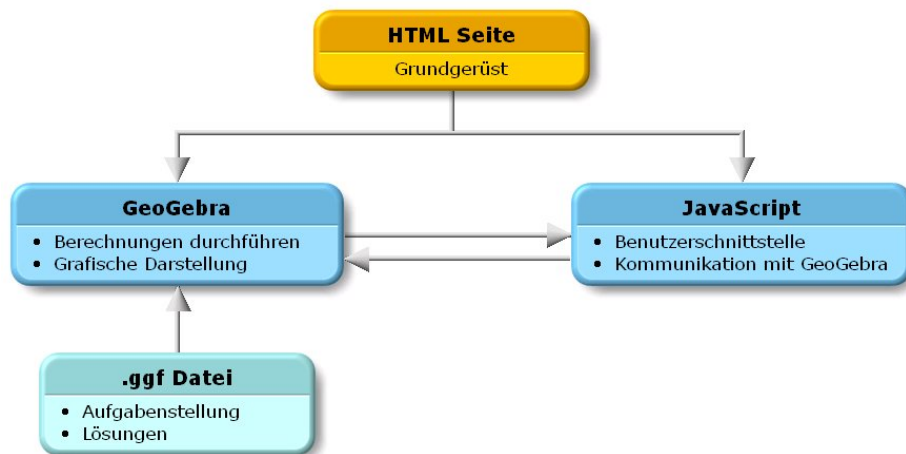 HTML Seite
Grundgerüst
GeoGebra
• Berechnungen durchführen
• Grafische Darstellung
JavaScript
• Benutzerschnittstelle
• Kommunikation mit GeoGebra
.ggf Datei
• Aufgabenstellung
• Lösungen